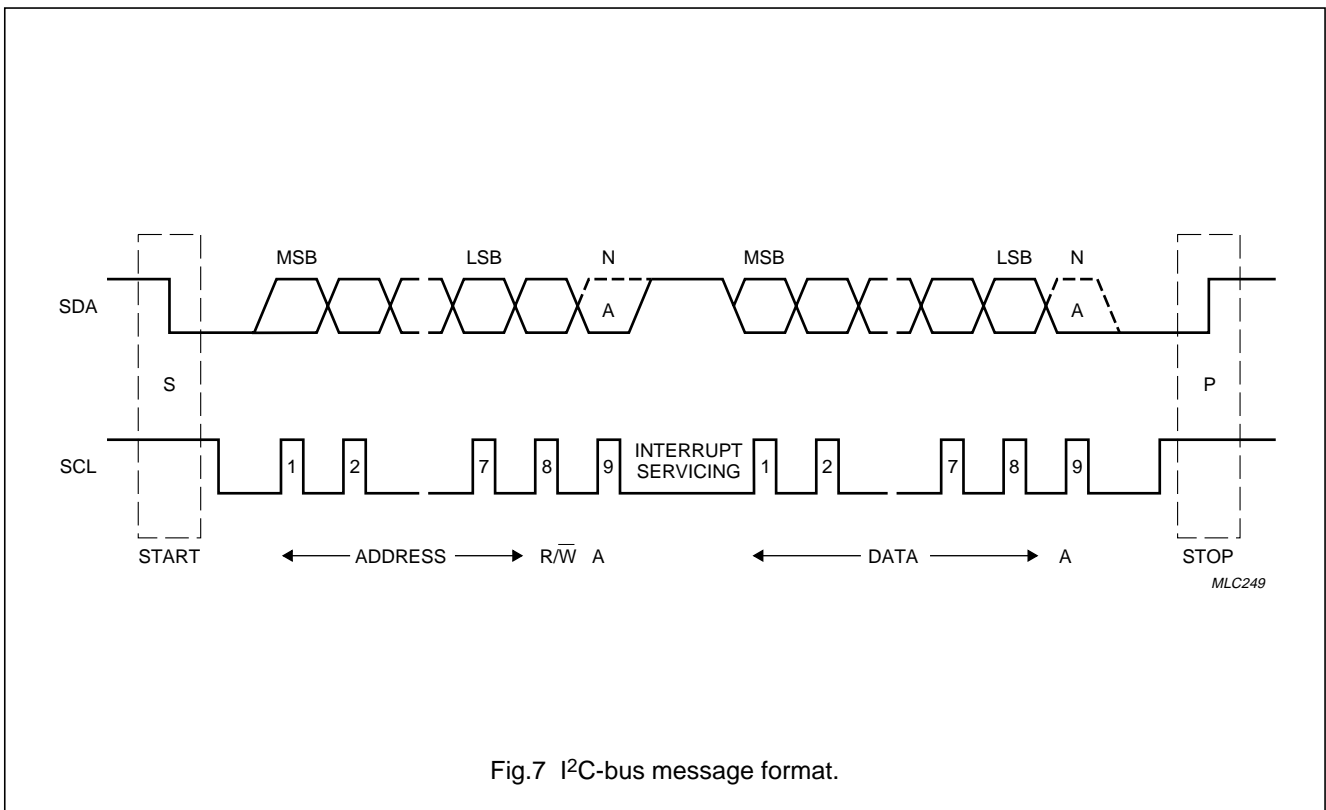 MSB LSB N MSB LSB N
SDA A A
S P
SCL 1 2 7 8 9 INTERRUPT SERVICING 1 2 7 8 9
START ADDRESS R/W̅ A DATA A STOP
MLC249
Fig.7 I²C-bus message format.